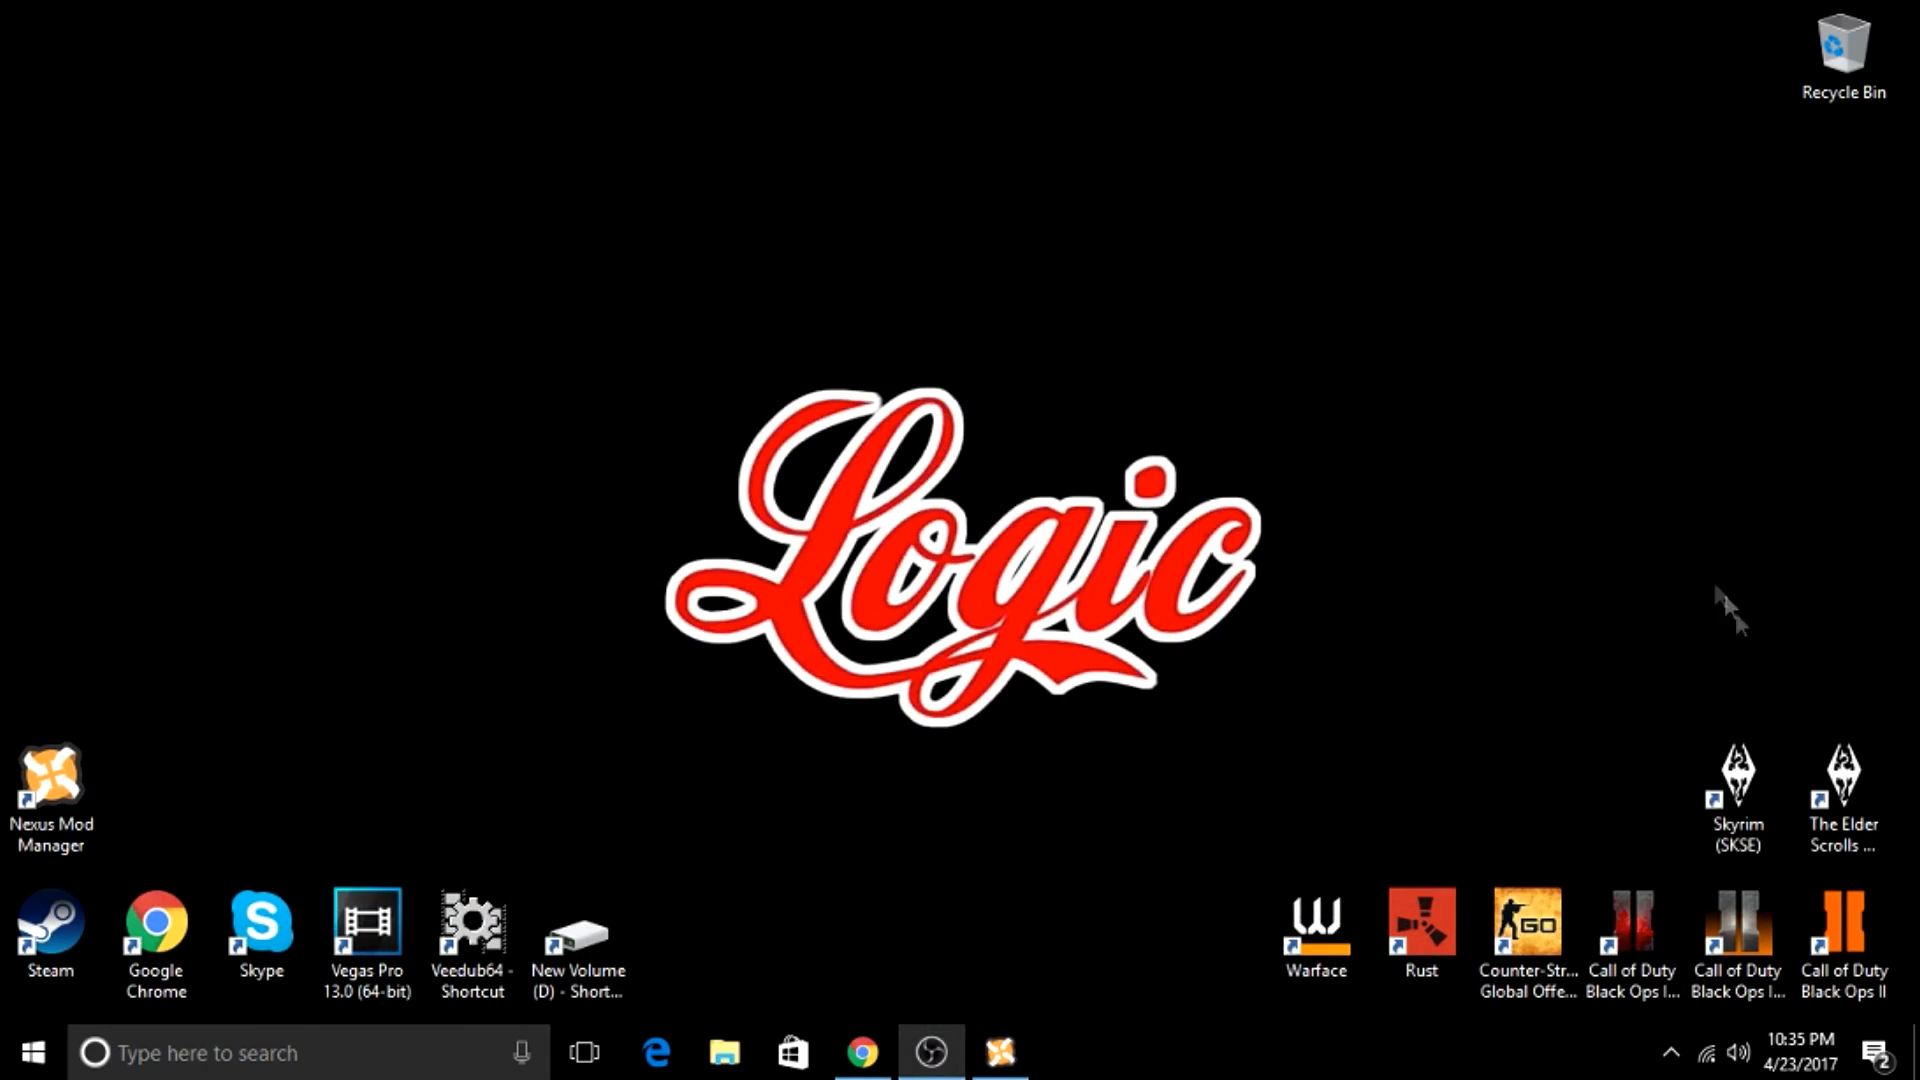 Recycle Bin
Logic
Nexus Mod
Manager
Skyrim
(SKSE)
The Elder
Scrolls ...
Steam
Google
Chrome
Skype
Vegas Pro
13.0 (64-bit)
Veedub64 -
Shortcut
New Volume
(D) - Short...
Warface
Rust
GO
Counter-Str...
Global Offe...
Call of Duty
Black Ops I...
Call of Duty
Black Ops I...
Call of Duty
Black Ops II
Type here to search
10:35 PM
4/23/2017
2